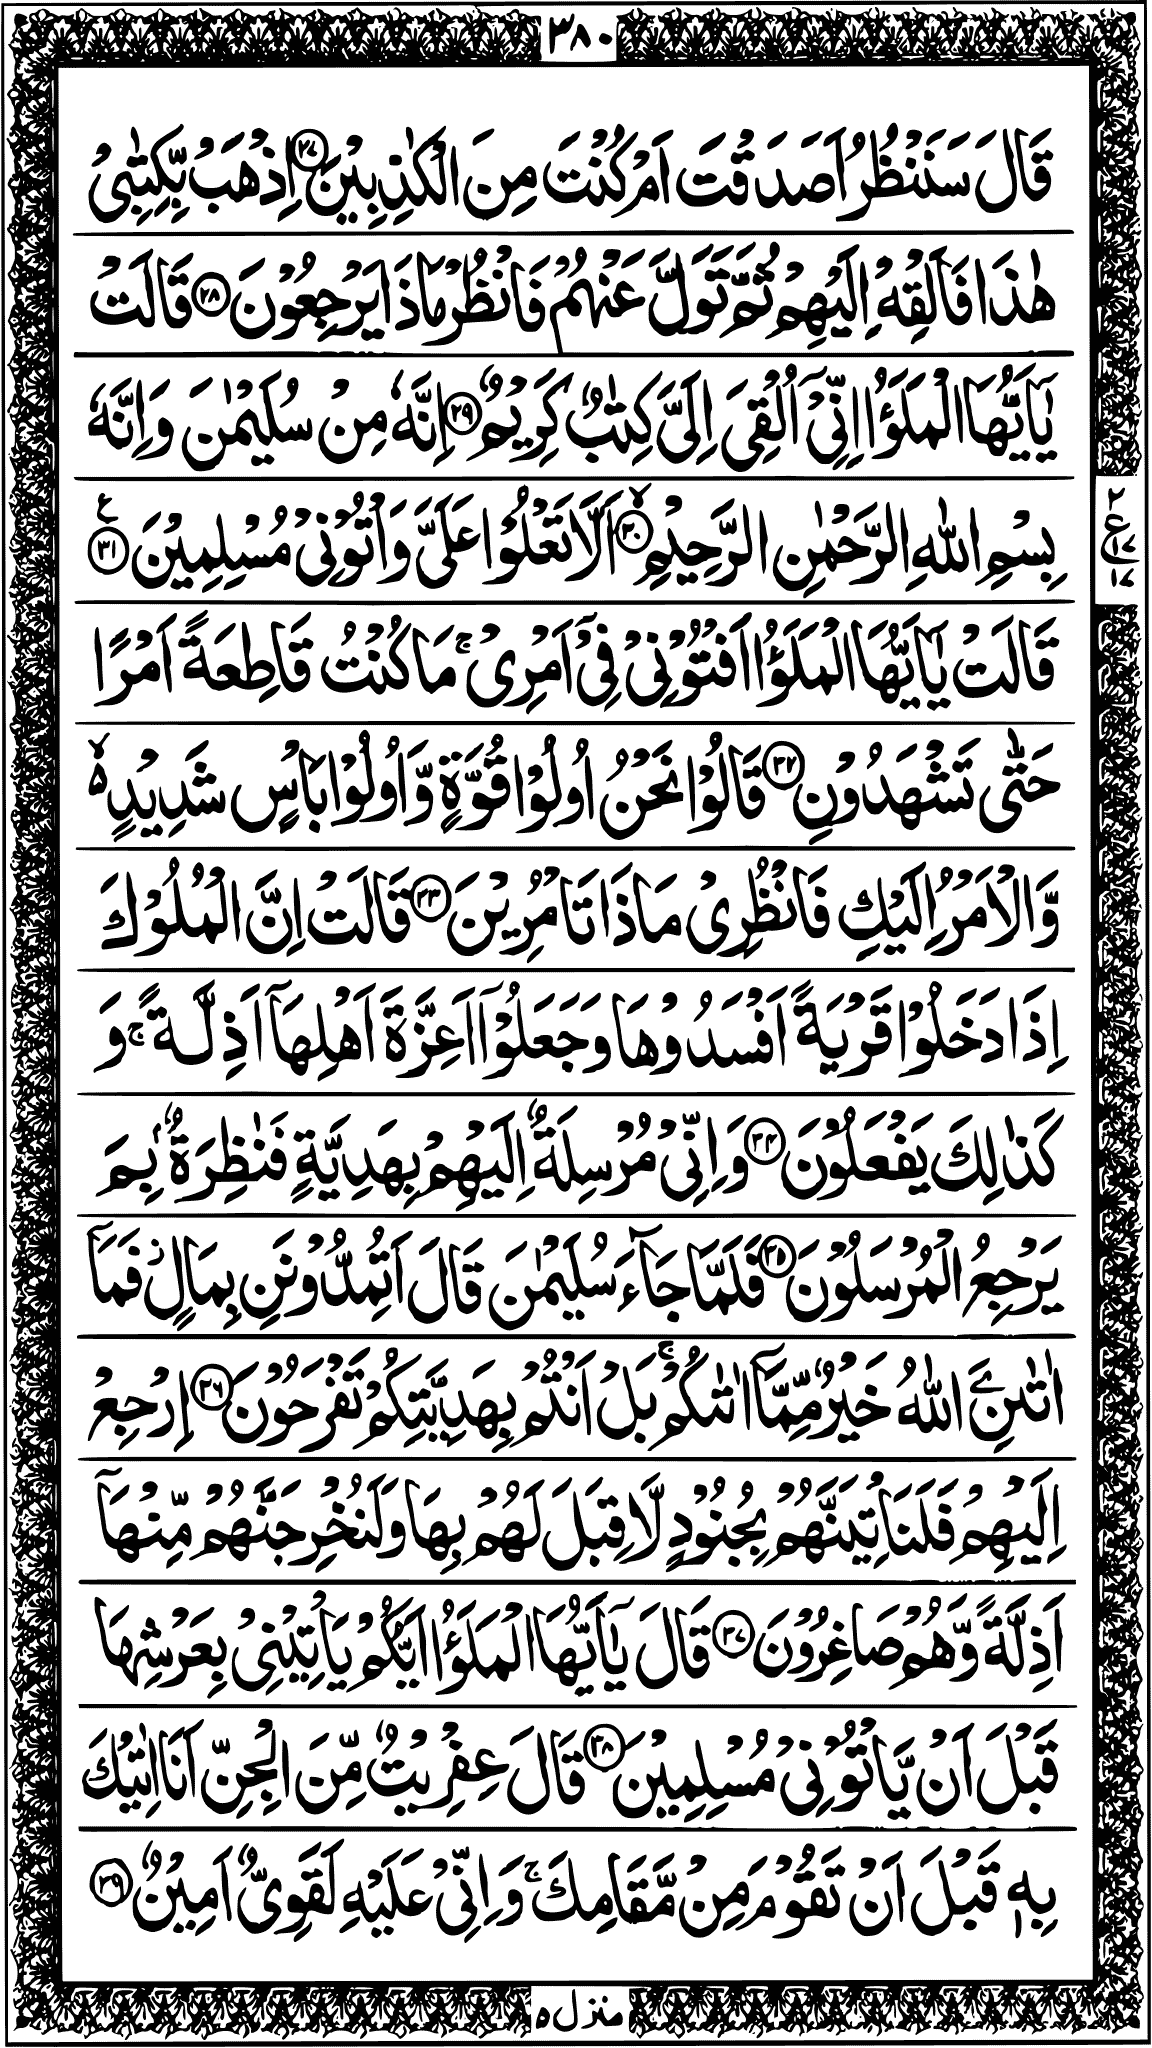 ٣٨٠
قَالَ سَنَنْظُرُ اَصَدَقْتَ اَمْ كُنْتَ مِنَ الْكٰذِبِيْنَ ﴿٢٧﴾ اِذْهَبْ بِّكِتٰبِيْ
هٰذَا فَاَلْقِهْ اِلَيْهِمْ ثُمَّ تَوَلَّ عَنْهُمْ فَانْظُرْ مَاذَا يَرْجِعُوْنَ ﴿٢٨﴾ قَالَتْ
يٰۤاَيُّهَا الْمَلَؤُا اِنِّيْۤ اُلْقِيَ اِلَيَّ كِتٰبٌ كَرِيْمٌ ﴿٢٩﴾ اِنَّهٗ مِنْ سُلَيْمٰنَ وَاِنَّهٗ
بِسْمِ اللّٰهِ الرَّحْمٰنِ الرَّحِيْمِ ﴿٣٠﴾ۙ اَلَّا تَعْلُوْا عَلَيَّ وَاْتُوْنِيْ مُسْلِمِيْنَ ﴿٣١﴾ ع
٢ ع ١٧ ١٧
قَالَتْ يٰۤاَيُّهَا الْمَلَؤُا اَفْتُوْنِيْ فِيْۤ اَمْرِيْ ۚ مَا كُنْتُ قَاطِعَةً اَمْرًا
حَتّٰى تَشْهَدُوْنِ ﴿٣٢﴾ قَالُوْا نَحْنُ اُولُوْا قُوَّةٍ وَّاُولُوْا بَاْسٍ شَدِيْدٍ ۙ۬
وَّالْاَمْرُ اِلَيْكِ فَانْظُرِيْ مَاذَا تَاْمُرِيْنَ ﴿٣٣﴾ قَالَتْ اِنَّ الْمُلُوْكَ
اِذَا دَخَلُوْا قَرْيَةً اَفْسَدُوْهَا وَجَعَلُوْۤا اَعِزَّةَ اَهْلِهَاۤ اَذِلَّةً ۚ وَ
كَذٰلِكَ يَفْعَلُوْنَ ﴿٣٤﴾ وَاِنِّيْ مُرْسِلَةٌ اِلَيْهِمْ بِهَدِيَّةٍ فَنٰظِرَةٌۢ بِمَ
يَرْجِعُ الْمُرْسَلُوْنَ ﴿٣٥﴾ فَلَمَّا جَآءَ سُلَيْمٰنَ قَالَ اَتُمِدُّوْنَنِ بِمَالٍ ؗ فَمَاۤ
اٰتٰىنِۦَ اللّٰهُ خَيْرٌ مِّمَّاۤ اٰتٰىكُمْ ۚ بَلْ اَنْتُمْ بِهَدِيَّتِكُمْ تَفْرَحُوْنَ ﴿٣٦﴾ اِرْجِعْ
اِلَيْهِمْ فَلَنَاْتِيَنَّهُمْ بِجُنُوْدٍ لَّا قِبَلَ لَهُمْ بِهَا وَلَنُخْرِجَنَّهُمْ مِّنْهَاۤ
اَذِلَّةً وَّهُمْ صَاغِرُوْنَ ﴿٣٧﴾ قَالَ يٰۤاَيُّهَا الْمَلَؤُا اَيُّكُمْ يَاْتِيْنِيْ بِعَرْشِهَا
قَبْلَ اَنْ يَّاْتُوْنِيْ مُسْلِمِيْنَ ﴿٣٨﴾ قَالَ عِفْرِيْتٌ مِّنَ الْجِنِّ اَنَا اٰتِيْكَ
بِهٖ قَبْلَ اَنْ تَقُوْمَ مِنْ مَّقَامِكَ ۚ وَاِنِّيْ عَلَيْهِ لَقَوِيٌّ اَمِيْنٌ ﴿٣٩﴾
منزل ٥